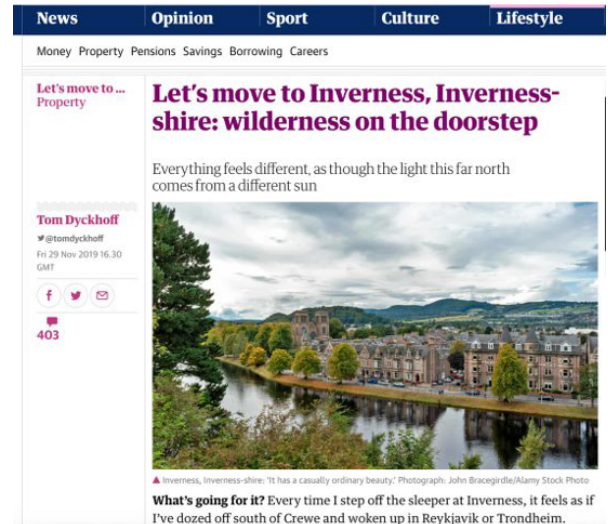 News Opinion Sport Culture Lifestyle
Money Property Pensions Savings Borrowing Careers
Let's move to ...
Property
Let's move to Inverness, Inverness-
shire: wilderness on the doorstep
Everything feels different, as though the light this far north
comes from a different sun
Tom Dyckhoff
@tomdyckhoff
Fri 29 Nov 2019 16.30
GMT
403
Inverness, Inverness-shire: 'It has a casually ordinary beauty.' Photograph: John Bracegirdle/Alamy Stock Photo
What's going for it? Every time I step off the sleeper at Inverness, it feels as if
I've dozed off south of Crewe and woken up in Reykjavik or Trondheim.